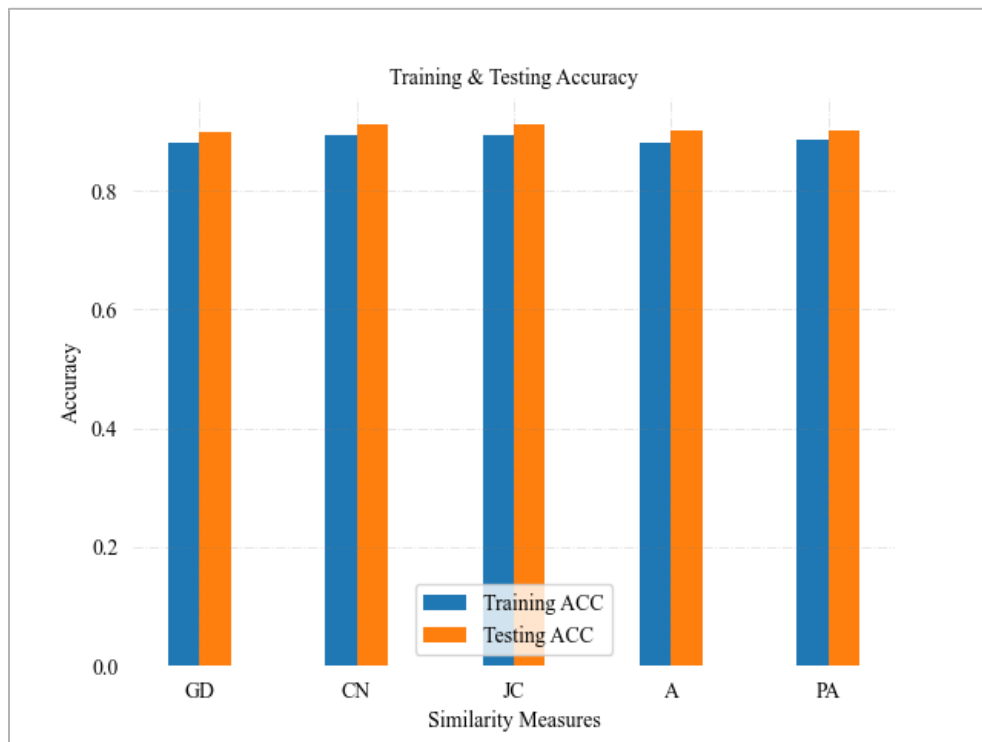 Training & Testing Accuracy
Accuracy
0.8
0.6
0.4
0.2
0.0
Training ACC
Testing ACC
GD CN JC A PA
Similarity Measures